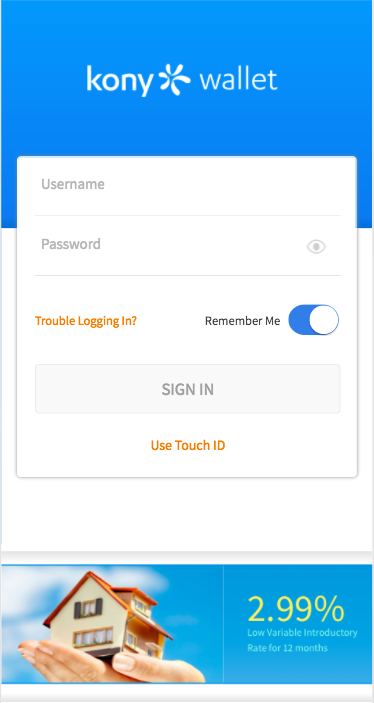 kony wallet
Username
Password
Trouble Logging In?
Remember Me
SIGN IN
Use Touch ID
2.99%
Low Variable Introductory
Rate for 12 months